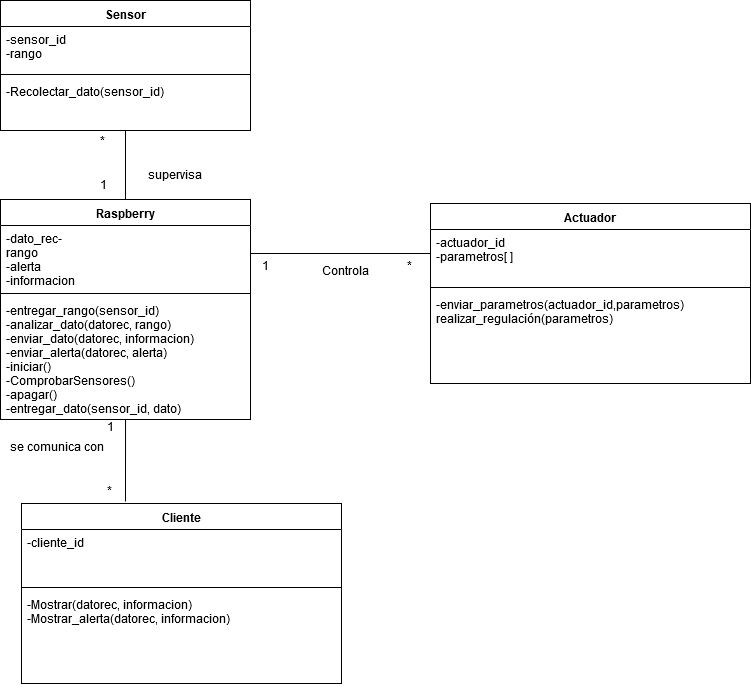 Sensor
-sensor_id
-rango
-Recolectar_dato(sensor_id)
*
supervisa
1
Raspberry
-dato_rec-
rango
-alerta
-informacion
-entregar_rango(sensor_id)
-analizar_dato(datorec, rango)
-enviar_dato(datorec, informacion)
-enviar_alerta(datorec, alerta)
-iniciar()
-ComprobarSensores()
-apagar()
-entregar_dato(sensor_id, dato)
1
Controla
*
Actuador
-actuador_id
-parametros[ ]
-enviar_parametros(actuador_id,parametros)
realizar_regulación(parametros)
1
se comunica con
*
Cliente
-cliente_id
-Mostrar(datorec, informacion)
-Mostrar_alerta(datorec, informacion)